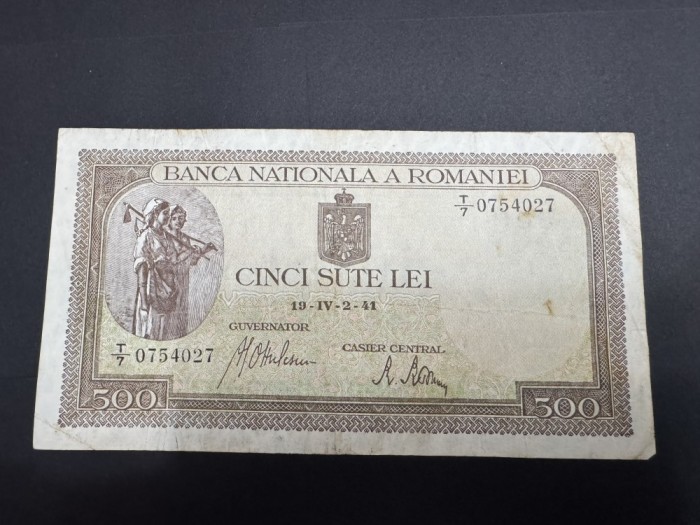 BANCA NATIONALA A ROMANIEI
T/7 0754027
CINCI SUTE LEI
19-IV-2-41
GUVERNATOR
CASIER CENTRAL
T/7 0754027
500
500